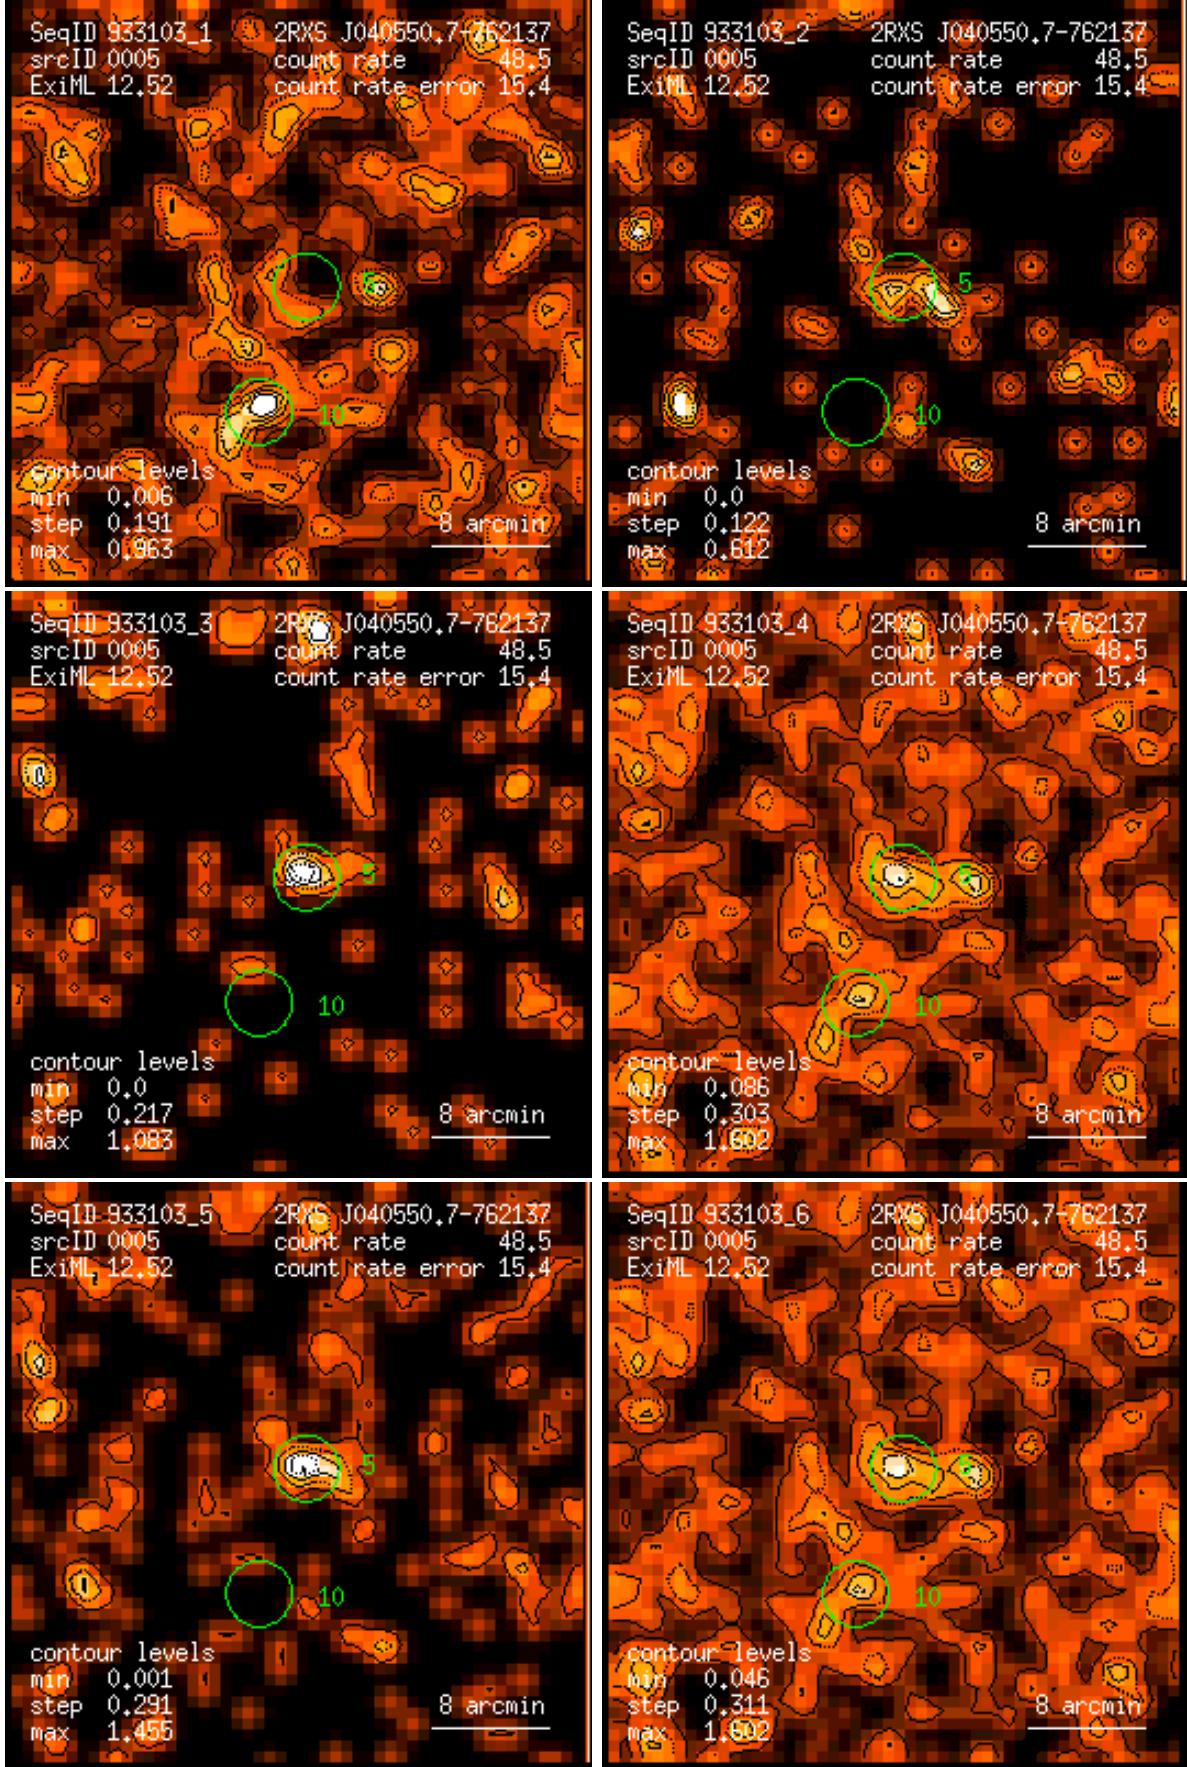 SeqID 933103_1 2RXS J040550.7-762137
srcID 0005 count rate 48.5
ExiML 12.52 count rate error 15.4
5
10
contour levels
min 0.006
step 0.191 8 arcmin
max 0.963
SeqID 933103_2 2RXS J040550.7-762137
srcID 0005 count rate 48.5
ExiML 12.52 count rate error 15.4
5
10
contour levels
min 0.0
step 0.122 8 arcmin
max 0.612
SeqID 933103_3 2RXS J040550.7-762137
srcID 0005 count rate 48.5
ExiML 12.52 count rate error 15.4
5
10
contour levels
min 0.0
step 0.217 8 arcmin
max 1.083
SeqID 933103_4 2RXS J040550.7-762137
srcID 0005 count rate 48.5
ExiML 12.52 count rate error 15.4
5
10
contour levels
min 0.086
step 0.303 8 arcmin
max 1.602
SeqID 933103_5 2RXS J040550.7-762137
srcID 0005 count rate 48.5
ExiML 12.52 count rate error 15.4
5
10
contour levels
min 0.001
step 0.291 8 arcmin
max 1.455
SeqID 933103_6 2RXS J040550.7-762137
srcID 0005 count rate 48.5
ExiML 12.52 count rate error 15.4
5
10
contour levels
min 0.046
step 0.311 8 arcmin
max 1.602